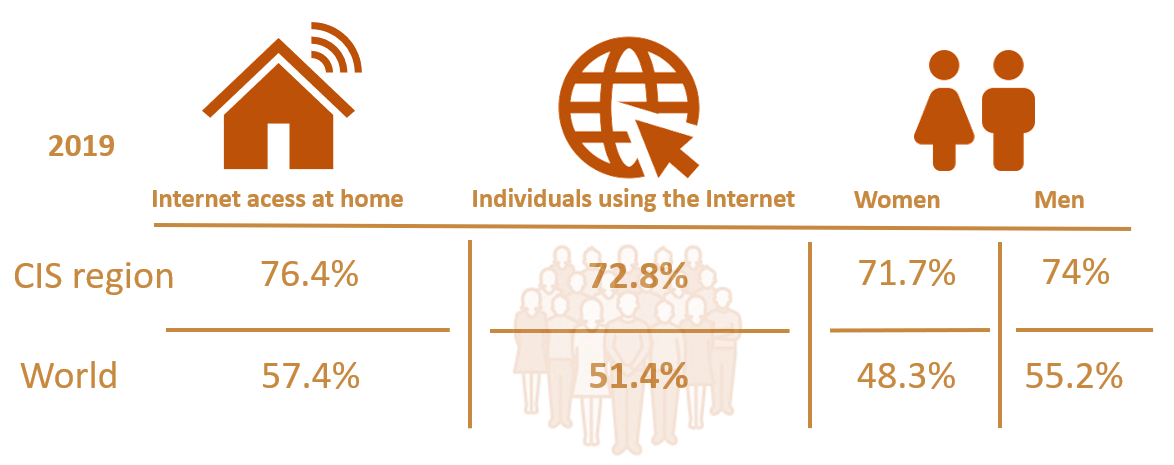 2019
Internet acess at home Individuals using the Internet Women Men
CIS region 76.4% 72.8% 71.7% 74%
World 57.4% 51.4% 48.3% 55.2%